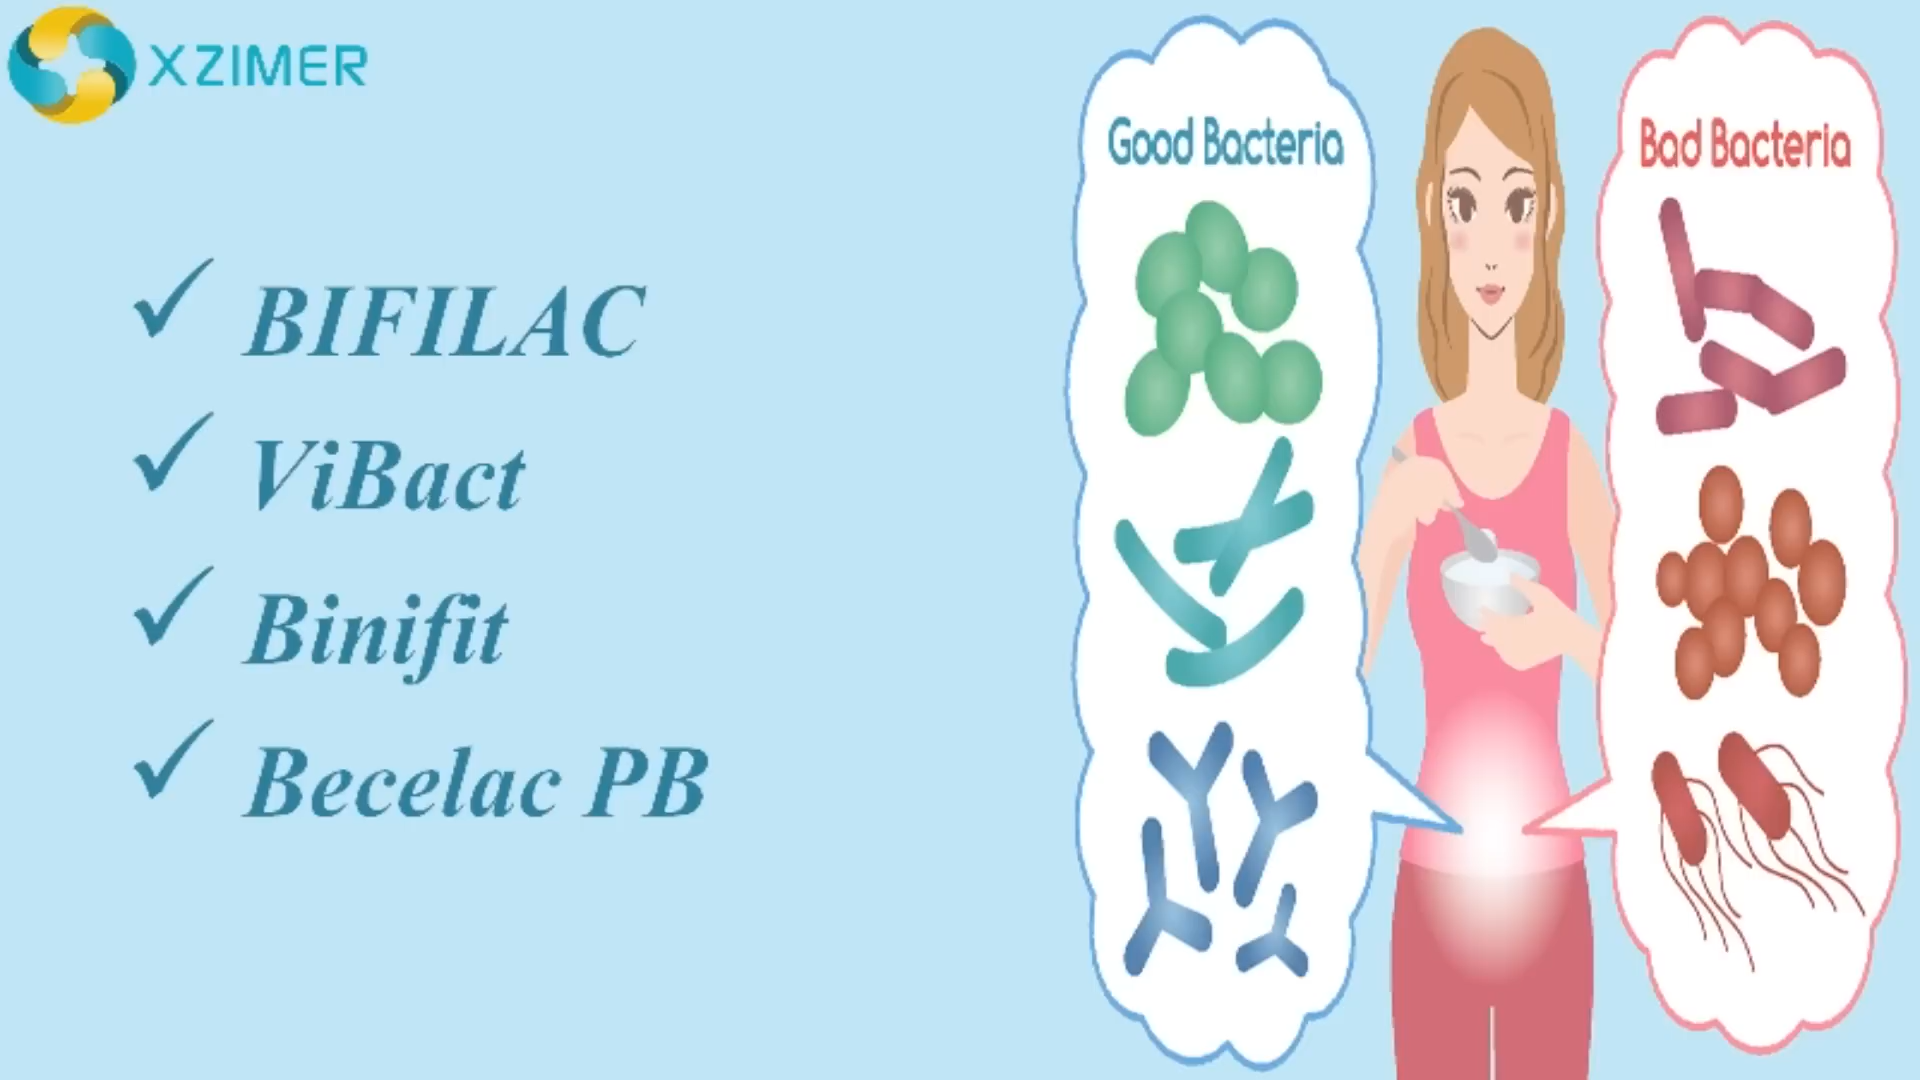 XZIMER
BIFILAC
ViBact
Binifit
Becelac PB
Good Bacteria
Bad Bacteria